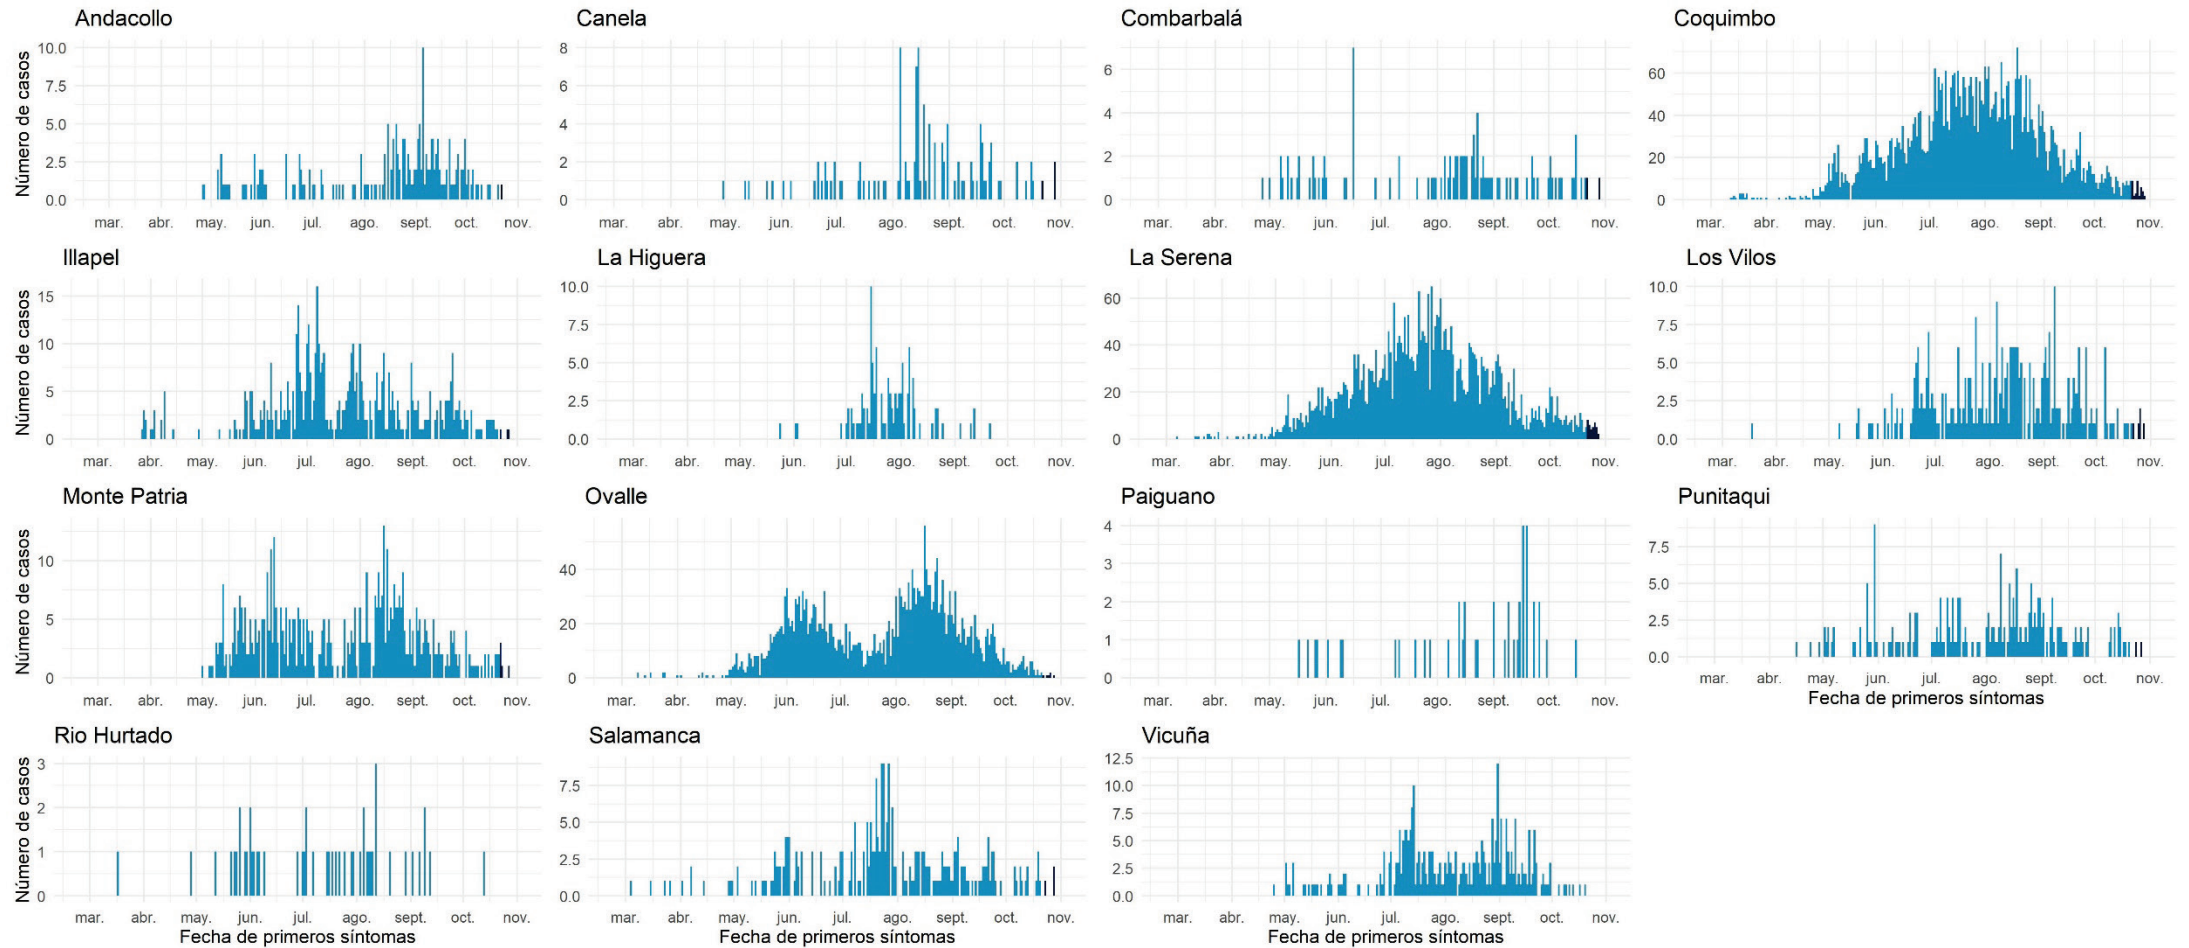 Andacollo
Número de casos
10.0
7.5
5.0
2.5
0.0
mar. abr. may. jun. jul. ago. sept. oct. nov.
Canela
8
6
4
2
0
mar. abr. may. jun. jul. ago. sept. oct. nov.
Combarbalá
6
4
2
0
mar. abr. may. jun. jul. ago. sept. oct. nov.
Coquimbo
60
40
20
0
mar. abr. may. jun. jul. ago. sept. oct. nov.
Illapel
Número de casos
15
10
5
0
mar. abr. may. jun. jul. ago. sept. oct. nov.
La Higuera
10.0
7.5
5.0
2.5
0.0
mar. abr. may. jun. jul. ago. sept. oct. nov.
La Serena
60
40
20
0
mar. abr. may. jun. jul. ago. sept. oct. nov.
Los Vilos
10.0
7.5
5.0
2.5
0.0
mar. abr. may. jun. jul. ago. sept. oct. nov.
Monte Patria
Número de casos
10
5
0
mar. abr. may. jun. jul. ago. sept. oct. nov.
Ovalle
40
20
0
mar. abr. may. jun. jul. ago. sept. oct. nov.
Paiguano
4
3
2
1
0
mar. abr. may. jun. jul. ago. sept. oct. nov.
Punitaqui
7.5
5.0
2.5
0.0
mar. abr. may. jun. jul. ago. sept. oct. nov.
Fecha de primeros síntomas
Rio Hurtado
Número de casos
3
2
1
0
mar. abr. may. jun. jul. ago. sept. oct. nov.
Fecha de primeros síntomas
Salamanca
7.5
5.0
2.5
0.0
mar. abr. may. jun. jul. ago. sept. oct. nov.
Fecha de primeros síntomas
Vicuña
12.5
10.0
7.5
5.0
2.5
0.0
mar. abr. may. jun. jul. ago. sept. oct. nov.
Fecha de primeros síntomas